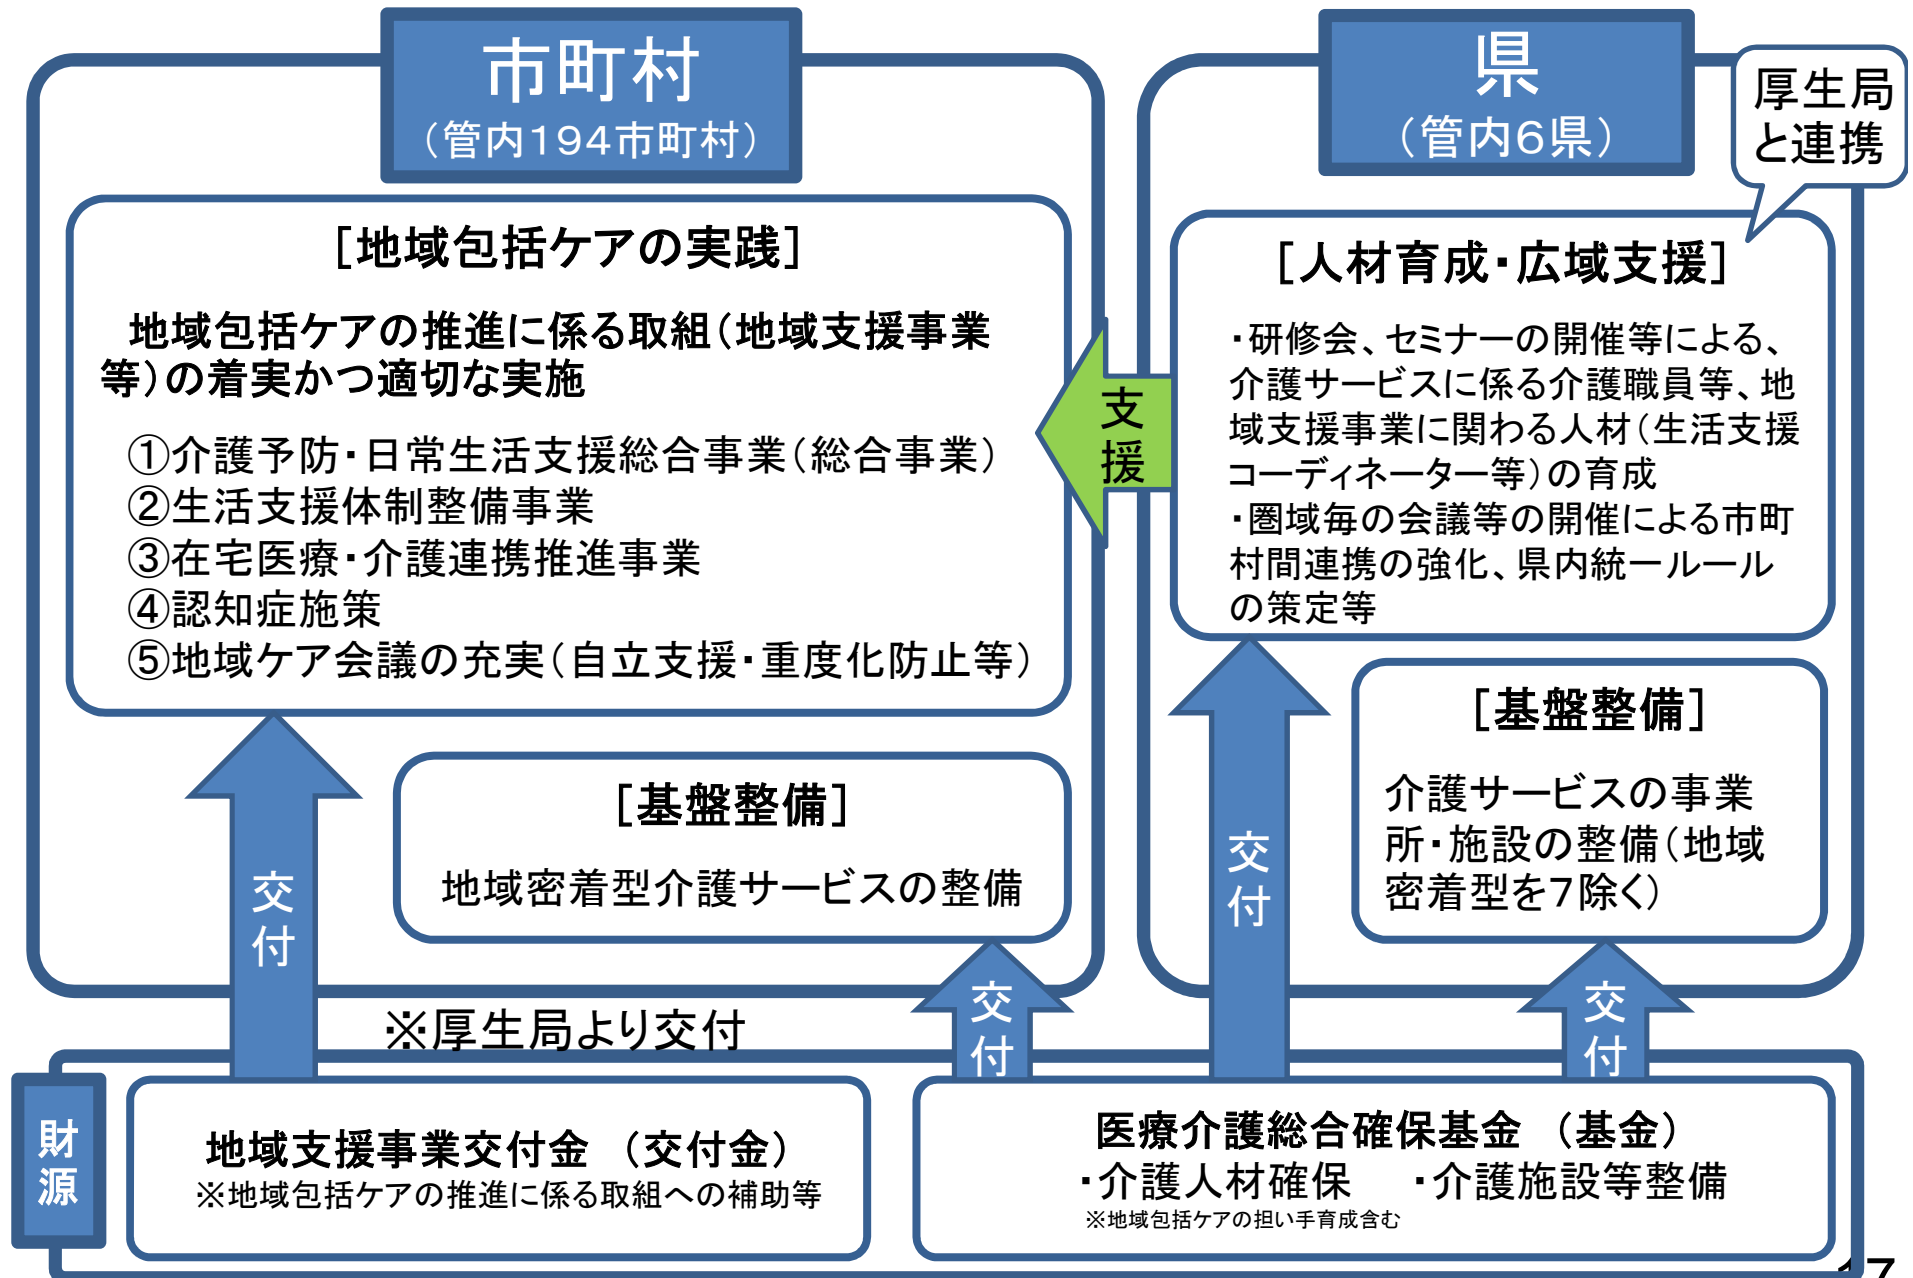 市町村
（管内194市町村）
[地域包括ケアの実践]
地域包括ケアの推進に係る取組（地域支援事業
等）の着実かつ適切な実施
①介護予防・日常生活支援総合事業（総合事業）
②生活支援体制整備事業
③在宅医療・介護連携推進事業
④認知症施策
⑤地域ケア会議の充実（自立支援・重度化防止等）
[基盤整備]
地域密着型介護サービスの整備
交付
交付
※厚生局より交付
支援
県
（管内6県）
厚生局
と連携
[人材育成・広域支援]
・研修会、セミナーの開催等による、
介護サービスに係る介護職員等、地
域支援事業に関わる人材（生活支援
コーディネーター等）の育成
・圏域毎の会議等の開催による市町
村間連携の強化、県内統一ルール
の策定等
[基盤整備]
介護サービスの事業
所・施設の整備（地域
密着型を7除く）
交付
交付
財源
地域支援事業交付金　（交付金）
※地域包括ケアの推進に係る取組への補助等
医療介護総合確保基金　（基金）
・介護人材確保　・介護施設等整備
※地域包括ケアの担い手育成含む
17